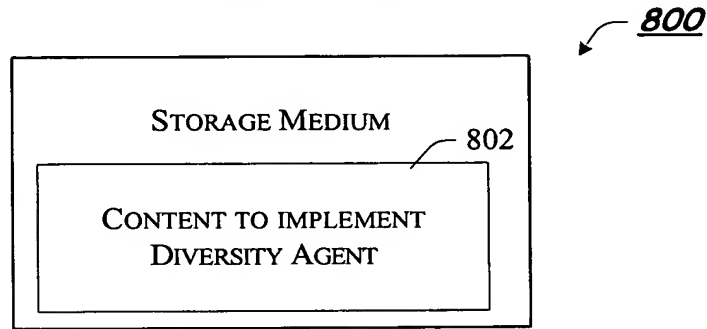 800
STORAGE MEDIUM
802
CONTENT TO IMPLEMENT
DIVERSITY AGENT